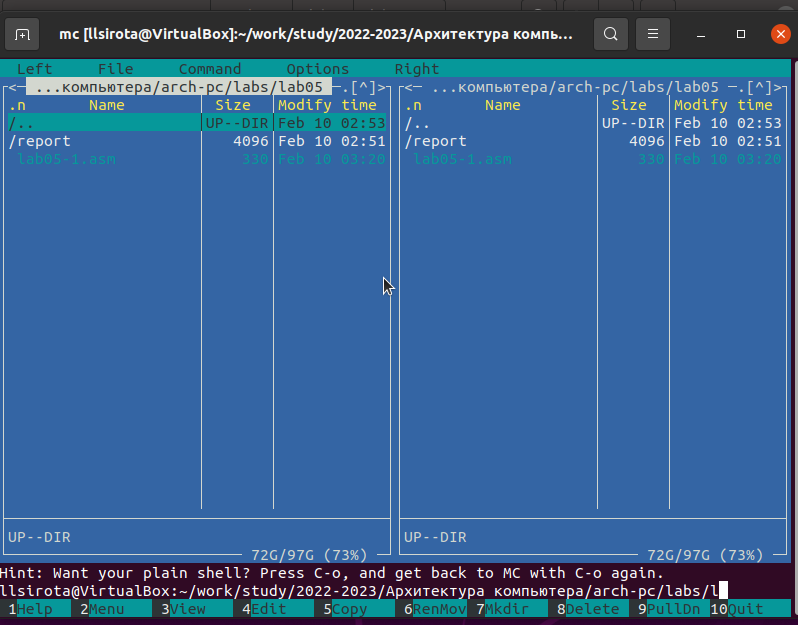 mc [llsirota@VirtualBox]:~/work/study/2022-2023/Архитектура компь...
Left File Command Options Right
<─ ...компьютера/arch-pc/labs/lab05 ─.[^]> <─ ...компьютера/arch-pc/labs/lab05 ─.[^]>
.n Name Size Modify time .n Name Size Modify time
/.. UP--DIR Feb 10 02:53 /.. UP--DIR Feb 10 02:53
/report 4096 Feb 10 02:51 /report 4096 Feb 10 02:51
lab05-1.asm 330 Feb 10 03:20 lab05-1.asm 330 Feb 10 03:20
UP--DIR UP--DIR
72G/97G (73%) 72G/97G (73%)
Hint: Want your plain shell? Press C-o, and get back to MC with C-o again.
llsirota@VirtualBox:~/work/study/2022-2023/Архитектура компьютера/arch-pc/labs/l
1Help 2Menu 3View 4Edit 5Copy 6RenMov 7Mkdir 8Delete 9PullDn 10Quit